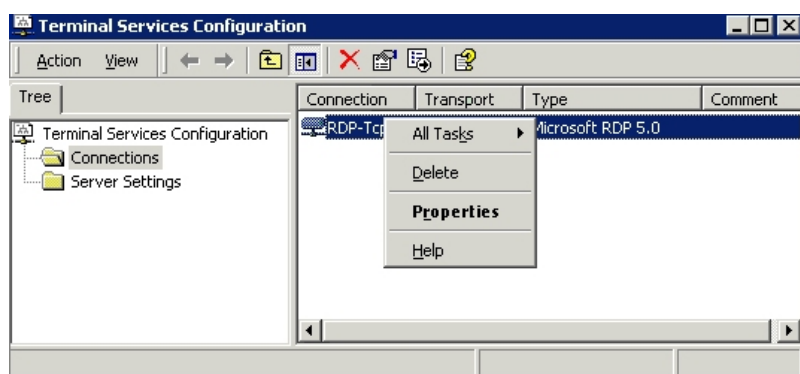 Terminal Services Configuration
Action View
Tree
Connection Transport Type Comment
Terminal Services Configuration
Connections
Server Settings
RDP-Tcp Microsoft RDP 5.0
All Tasks
Delete
Properties
Help